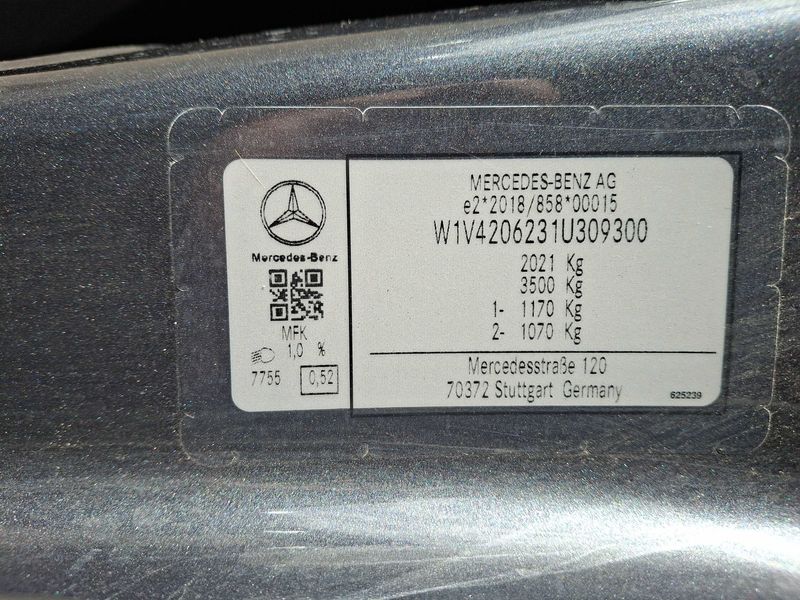 MERCEDES-BENZ AG
e2*2018/858*00015
W1V4206231U309300
2021 Kg
3500 Kg
1- 1170 Kg
2- 1070 Kg
Mercedesstraße 120
70372 Stuttgart Germany
625239
Mercedes-Benz
MFK
1,0 %
7755 0,52